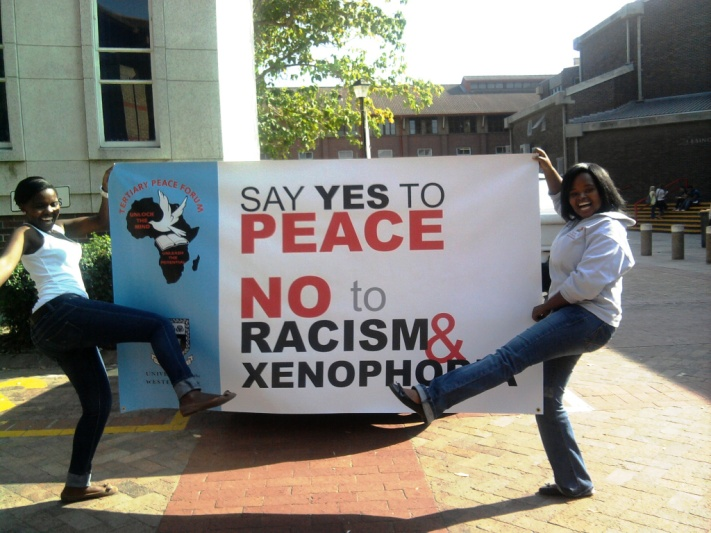 TERTIARY PEACE FORUM
SAY YES TO
PEACE
NO to
RACISM &
XENOPHOBIA